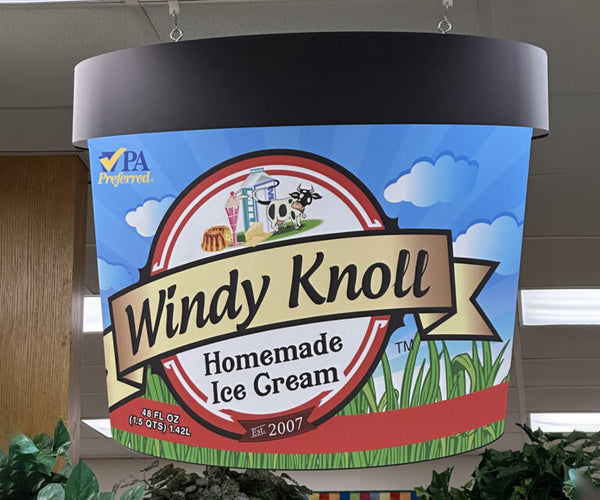 PA
Preferred.
Windy Knoll
Homemade
Ice Cream
TM
48 FL OZ
(1.5 QTS) 1.42L
Est. 2007